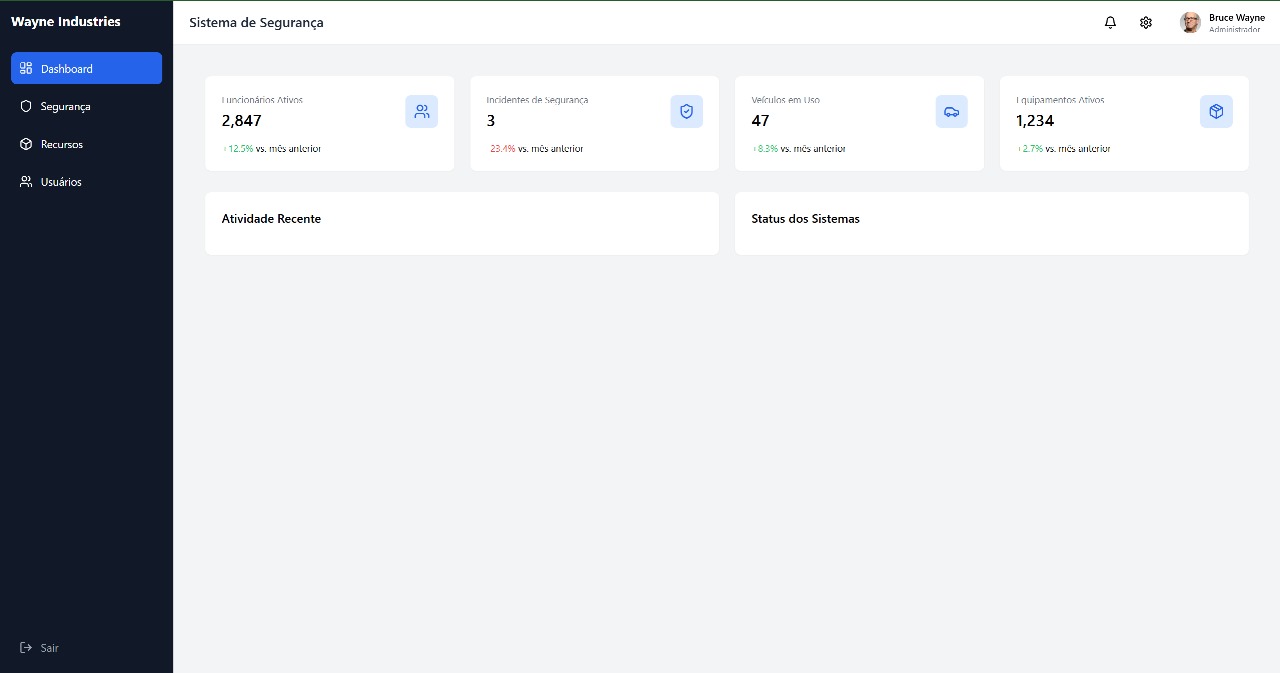 Wayne Industries
Dashboard
Segurança
Recursos
Usuários
Sair
Sistema de Segurança
Bruce Wayne
Administrador
Funcionários Ativos
2,847
+12.5% vs. mês anterior
Incidentes de Segurança
3
-23.4% vs. mês anterior
Veículos em Uso
47
+8.3% vs. mês anterior
Equipamentos Ativos
1,234
+2.7% vs. mês anterior
Atividade Recente
Status dos Sistemas